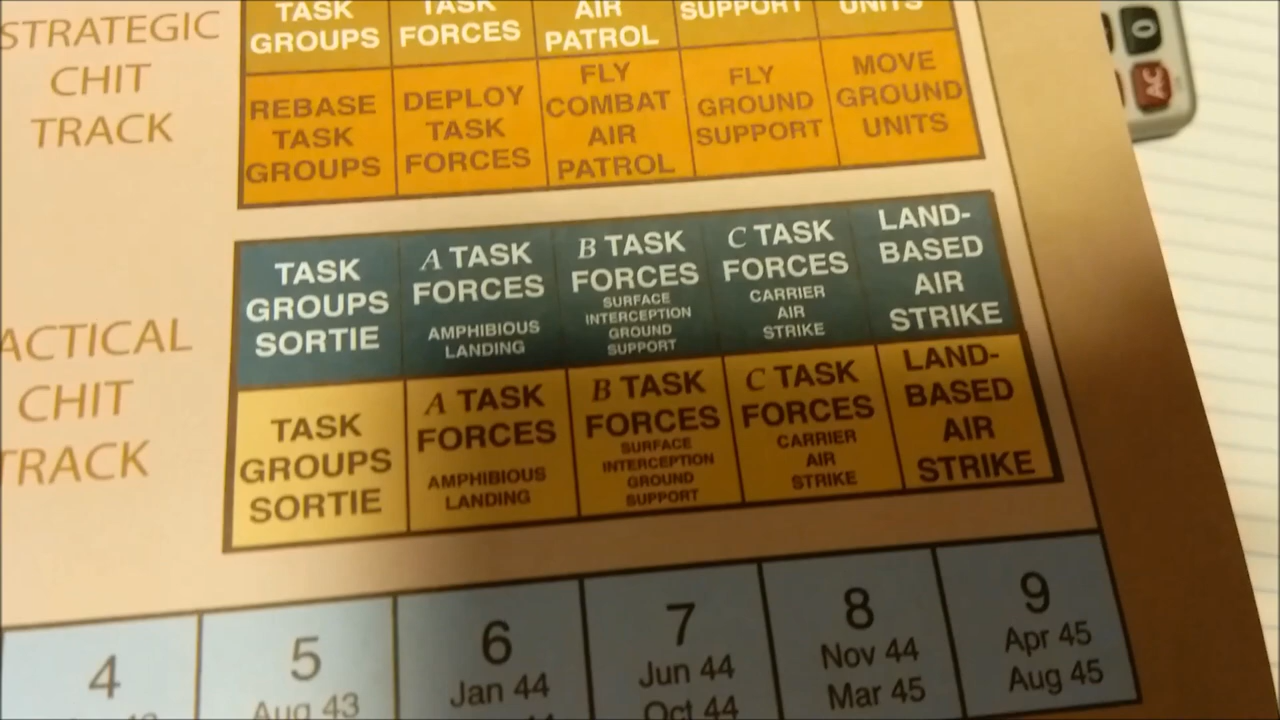 STRATEGIC
CHIT
TRACK
TASK
GROUPS
TASK
FORCES
AIR
PATROL
SUPPORT
UNITS
REBASE
TASK
GROUPS
DEPLOY
TASK
FORCES
FLY
COMBAT
AIR
PATROL
FLY
GROUND
SUPPORT
MOVE
GROUND
UNITS
ACTICAL
CHIT
TRACK
TASK
GROUPS
SORTIE
A TASK
FORCES
AMPHIBIOUS
LANDING
B TASK
FORCES
SURFACE
INTERCEPTION
GROUND
SUPPORT
C TASK
FORCES
CARRIER
AIR
STRIKE
LAND-
BASED
AIR
STRIKE
TASK
GROUPS
SORTIE
A TASK
FORCES
AMPHIBIOUS
LANDING
B TASK
FORCES
SURFACE
INTERCEPTION
GROUND
SUPPORT
C TASK
FORCES
CARRIER
AIR
STRIKE
LAND-
BASED
AIR
STRIKE
4
5
Aug 43
6
Jan 44
7
Jun 44
Oct 44
8
Nov 44
Mar 45
9
Apr 45
Aug 45
0
AC